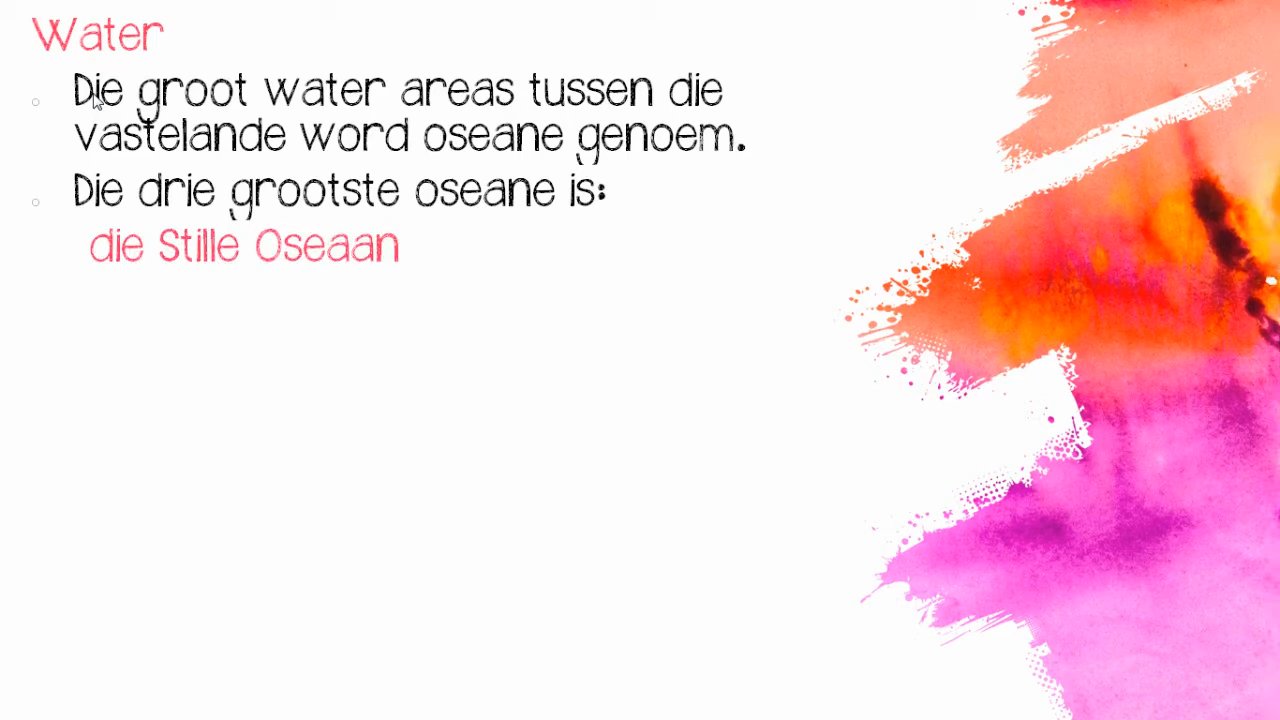 Water
Die groot water areas tussen die
vastelande word oseane genoem.
Die drie grootste oseane is:
die Stille Oseaan